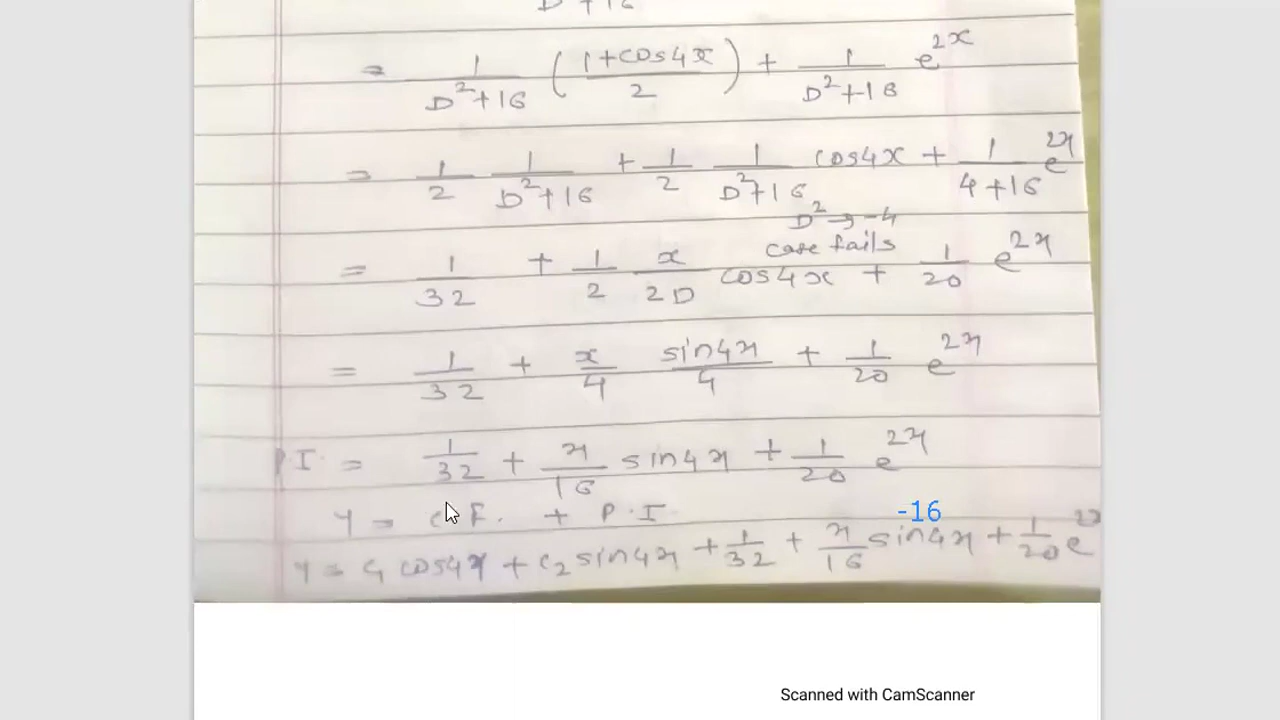 D²+16
= 1/(D²+16) ((1+cos4x)/2) + 1/(D²+16) e^2x
= 1/2 1/(D²+16) + 1/2 1/(D²+16) cos4x + 1/(4+16) e^2x
D² → -4
case fails
= 1/32 + 1/2 x/2D cos4x + 1/20 e^2x
= 1/32 + x/4 sin4x/4 + 1/20 e^2x
P.I = 1/32 + x/16 sin4x + 1/20 e^2x
-16
y = C.F. + P.I
y = C₁ cos4x + C₂ sin4x + 1/32 + x/16 sin4x + 1/20 e^2x
Scanned with CamScanner